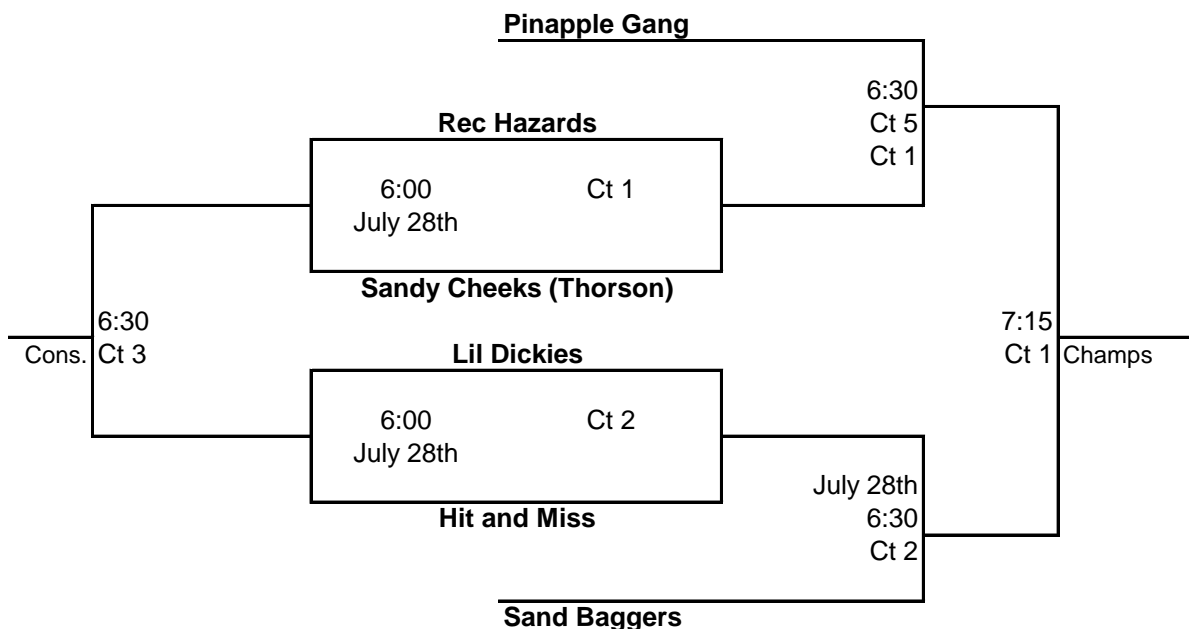 Pinapple Gang
6:30
Ct 5
Ct 1
Rec Hazards
6:00 Ct 1
July 28th
Sandy Cheeks (Thorson)
6:30
Cons. Ct 3
7:15
Ct 1 Champs
Lil Dickies
6:00 Ct 2
July 28th
Hit and Miss
July 28th
6:30
Ct 2
Sand Baggers